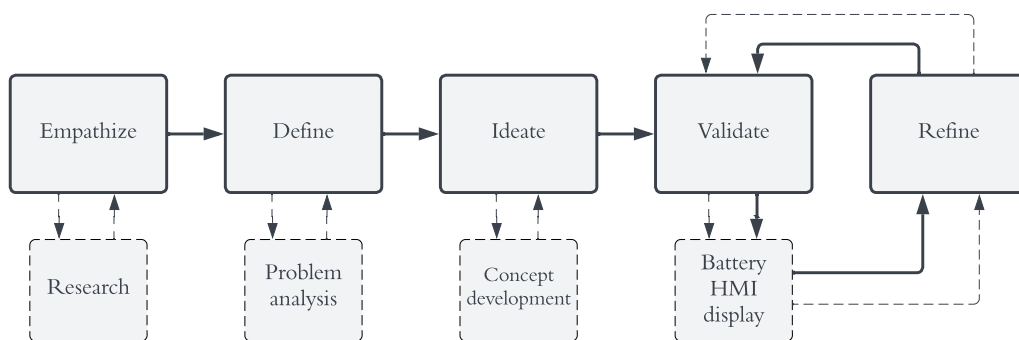 Empathize
Define
Ideate
Validate
Refine
Research
Problem
analysis
Concept
development
Battery
HMI
display